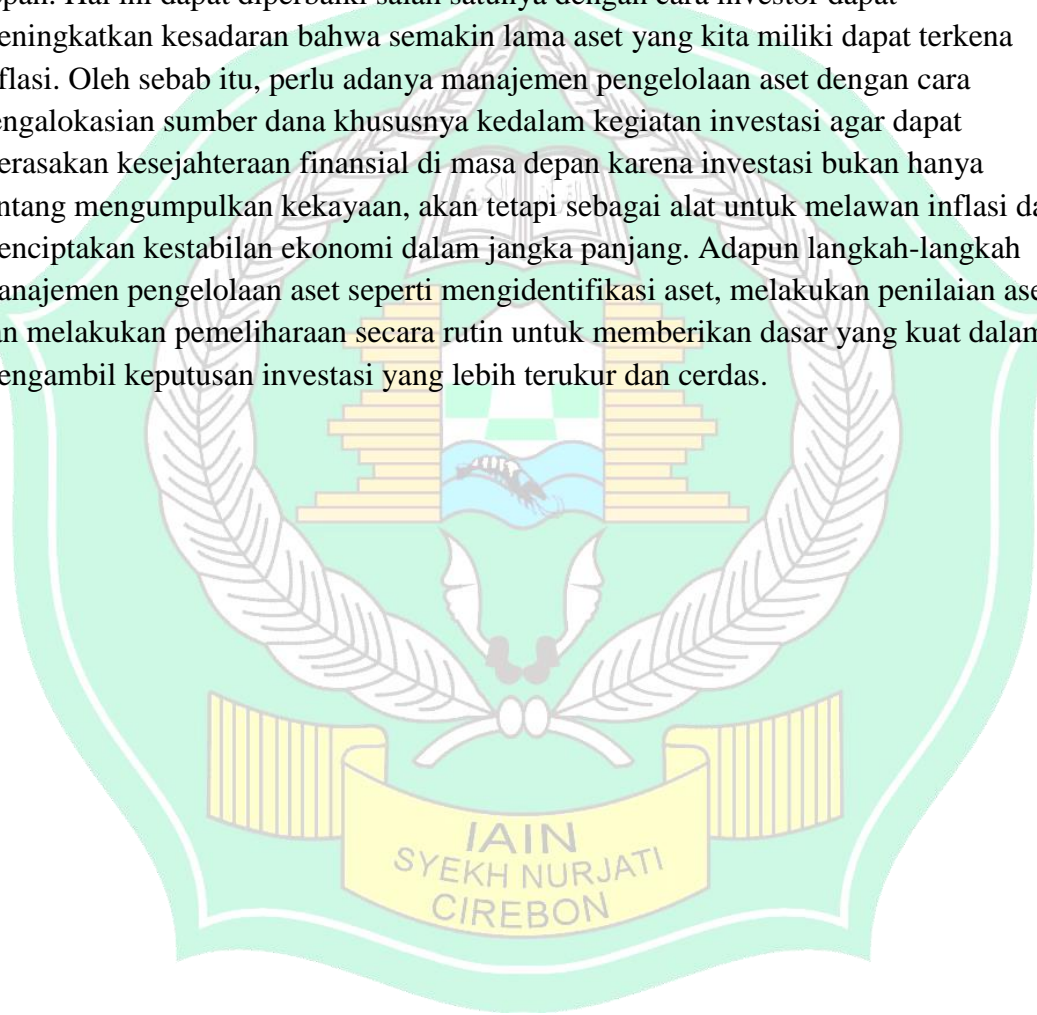 epan. Hal ini dapat diperbaiki salah satunya dengan cara investor dapat
eningkatkan kesadaran bahwa semakin lama aset yang kita miliki dapat terkena
flasi. Oleh sebab itu, perlu adanya manajemen pengelolaan aset dengan cara
engalokasian sumber dana khususnya kedalam kegiatan investasi agar dapat
erasakan kesejahteraan finansial di masa depan karena investasi bukan hanya
ntang mengumpulkan kekayaan, akan tetapi sebagai alat untuk melawan inflasi da
enciptakan kestabilan ekonomi dalam jangka panjang. Adapun langkah-langkah
anajemen pengelolaan aset seperti mengidentifikasi aset, melakukan penilaian ase
an melakukan pemeliharaan secara rutin untuk memberikan dasar yang kuat dalam
engambil keputusan investasi yang lebih terukur dan cerdas.
IAIN
SYEKH NURJATI
CIREBON